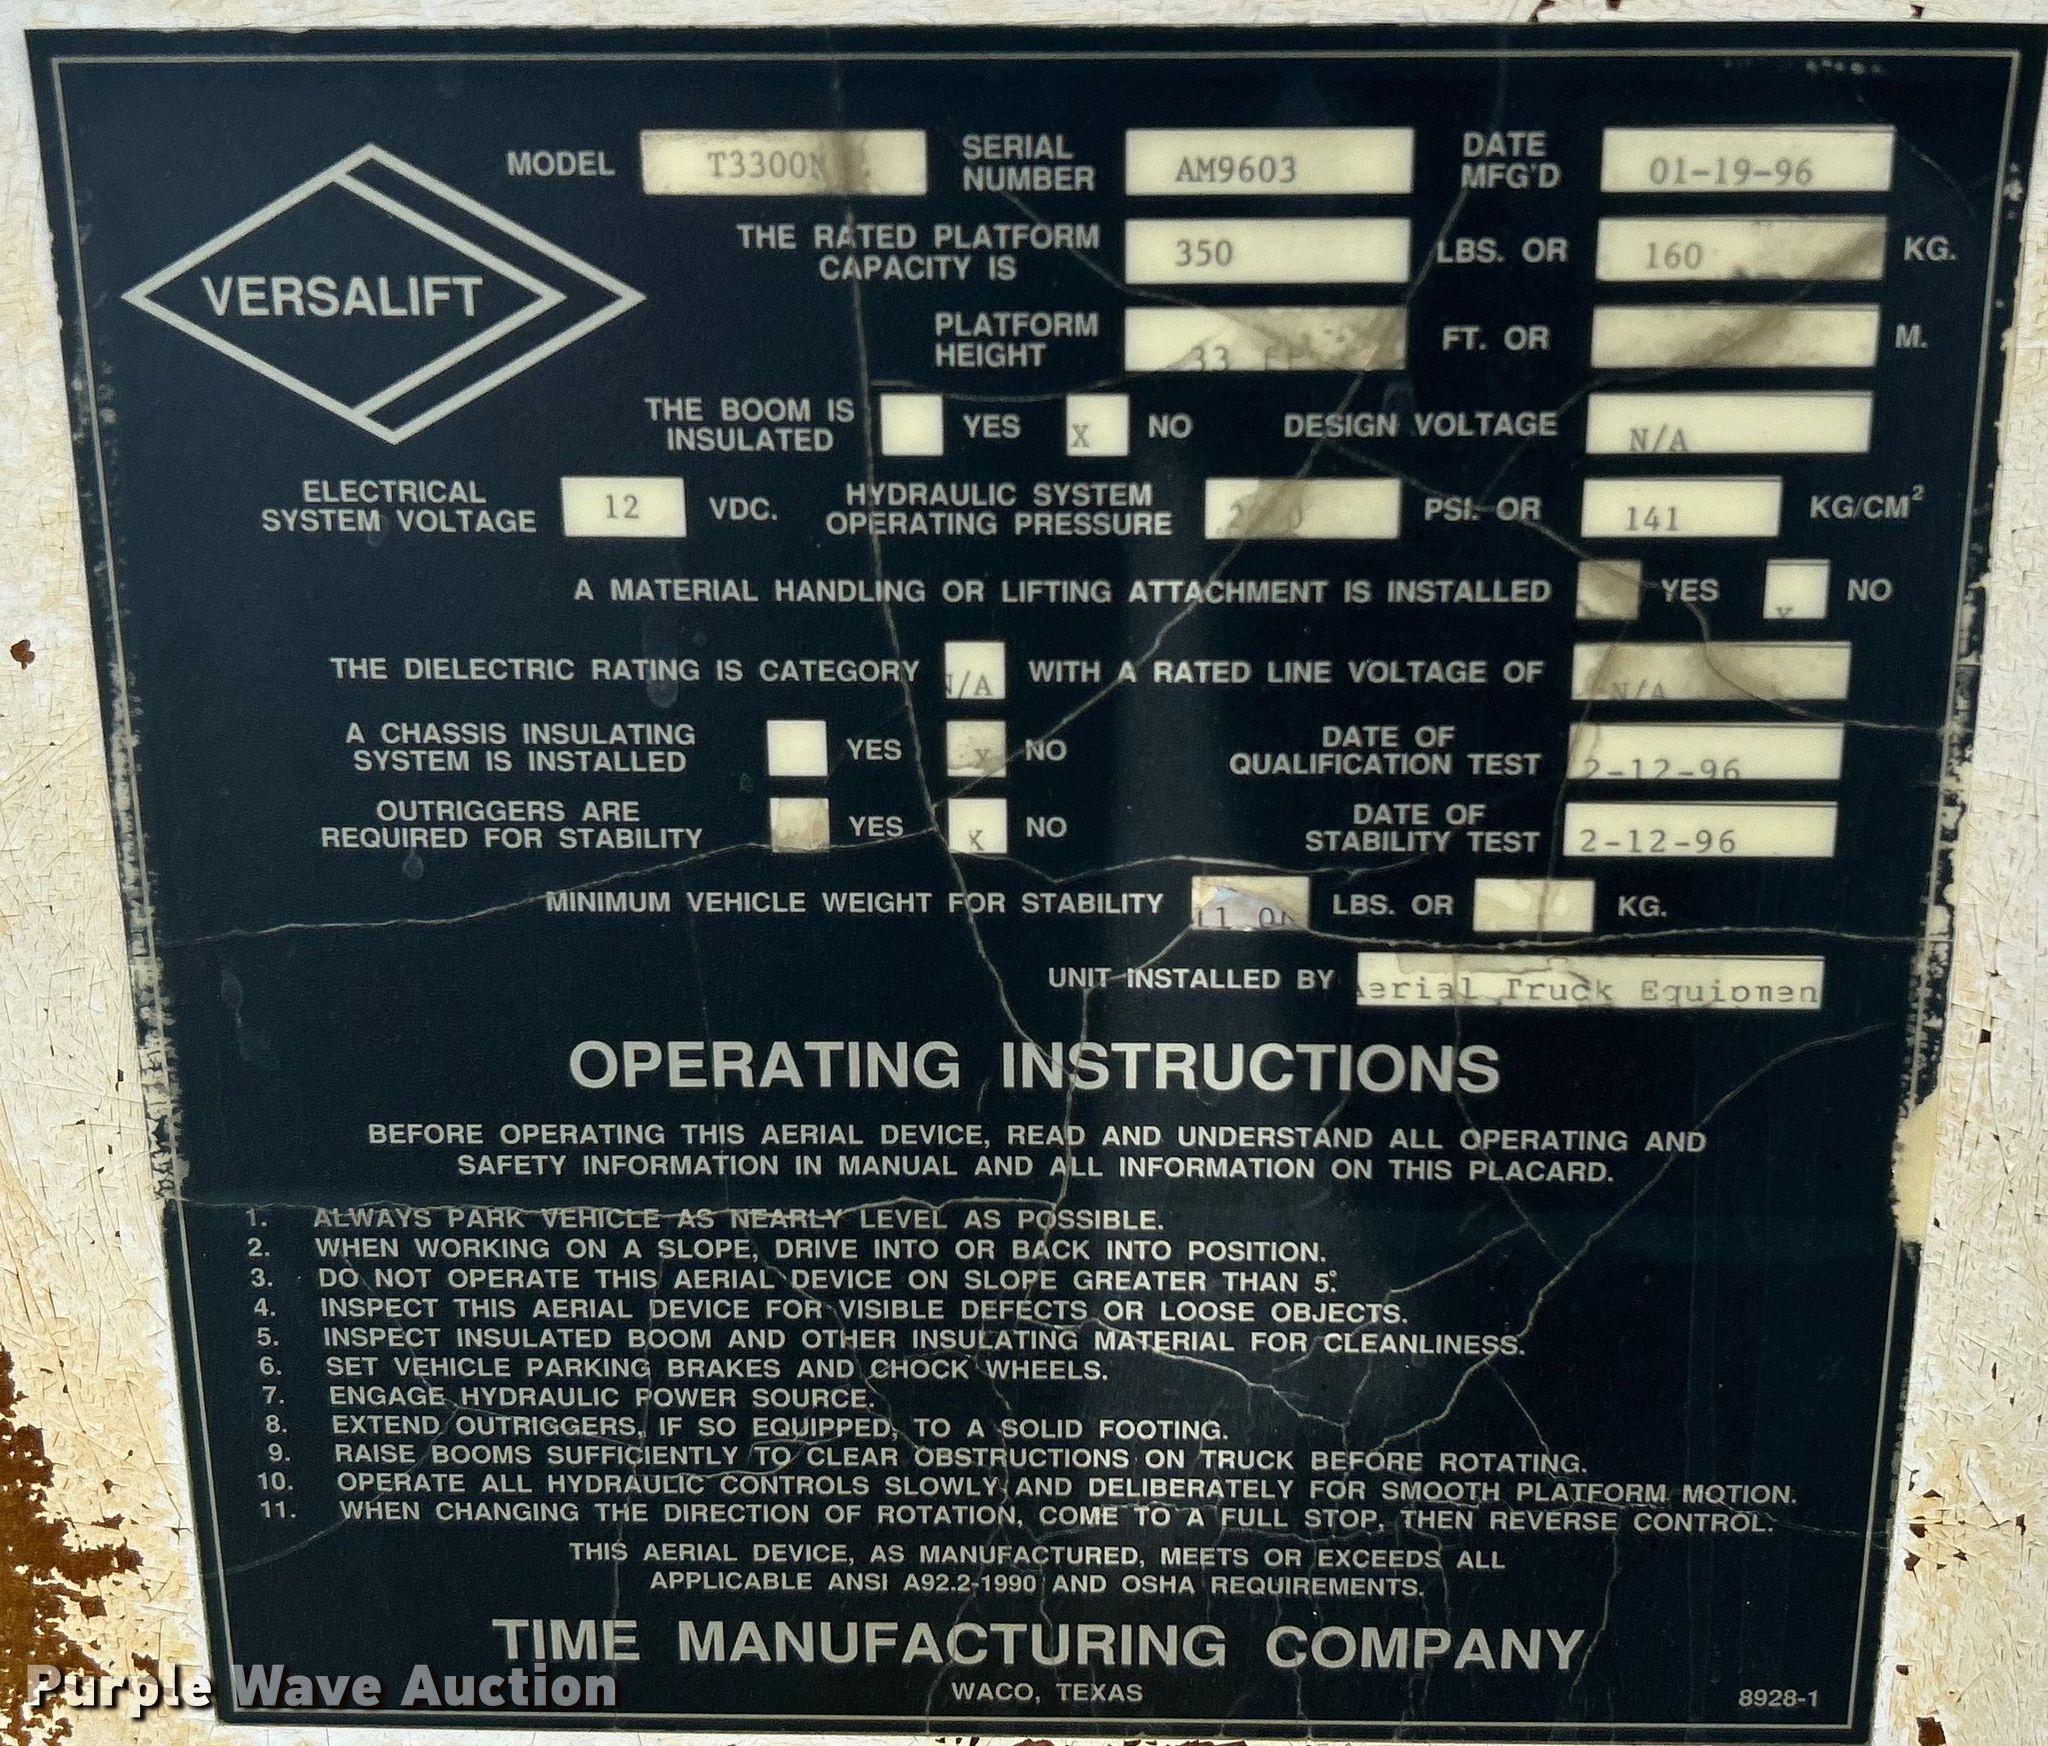 MODEL T3300N SERIAL NUMBER AM9603 DATE MFG'D 01-19-96
VERSALIFT
THE RATED PLATFORM CAPACITY IS 350 LBS. OR 160 KG.
PLATFORM HEIGHT 33 FT. OR M.
THE BOOM IS INSULATED YES X NO DESIGN VOLTAGE N/A
ELECTRICAL SYSTEM VOLTAGE 12 VDC. HYDRAULIC SYSTEM OPERATING PRESSURE PSI. OR 141 KG/CM²
A MATERIAL HANDLING OR LIFTING ATTACHMENT IS INSTALLED YES X NO
THE DIELECTRIC RATING IS CATEGORY N/A WITH A RATED LINE VOLTAGE OF N/A
A CHASSIS INSULATING SYSTEM IS INSTALLED YES X NO DATE OF QUALIFICATION TEST 2-12-96
OUTRIGGERS ARE REQUIRED FOR STABILITY YES X NO DATE OF STABILITY TEST 2-12-96
MINIMUM VEHICLE WEIGHT FOR STABILITY LBS. OR KG.
UNIT INSTALLED BY Aerial Truck Equipmen
OPERATING INSTRUCTIONS
BEFORE OPERATING THIS AERIAL DEVICE, READ AND UNDERSTAND ALL OPERATING AND
SAFETY INFORMATION IN MANUAL AND ALL INFORMATION ON THIS PLACARD.
1. ALWAYS PARK VEHICLE AS NEARLY LEVEL AS POSSIBLE.
2. WHEN WORKING ON A SLOPE, DRIVE INTO OR BACK INTO POSITION.
3. DO NOT OPERATE THIS AERIAL DEVICE ON SLOPE GREATER THAN 5°.
4. INSPECT THIS AERIAL DEVICE FOR VISIBLE DEFECTS OR LOOSE OBJECTS.
5. INSPECT INSULATED BOOM AND OTHER INSULATING MATERIAL FOR CLEANLINESS.
6. SET VEHICLE PARKING BRAKES AND CHOCK WHEELS.
7. ENGAGE HYDRAULIC POWER SOURCE.
8. EXTEND OUTRIGGERS, IF SO EQUIPPED, TO A SOLID FOOTING.
9. RAISE BOOMS SUFFICIENTLY TO CLEAR OBSTRUCTIONS ON TRUCK BEFORE ROTATING.
10. OPERATE ALL HYDRAULIC CONTROLS SLOWLY AND DELIBERATELY FOR SMOOTH PLATFORM MOTION.
11. WHEN CHANGING THE DIRECTION OF ROTATION, COME TO A FULL STOP, THEN REVERSE CONTROL.
THIS AERIAL DEVICE, AS MANUFACTURED, MEETS OR EXCEEDS ALL
APPLICABLE ANSI A92.2-1990 AND OSHA REQUIREMENTS.
TIME MANUFACTURING COMPANY
WACO, TEXAS
8928-1
Purple Wave Auction